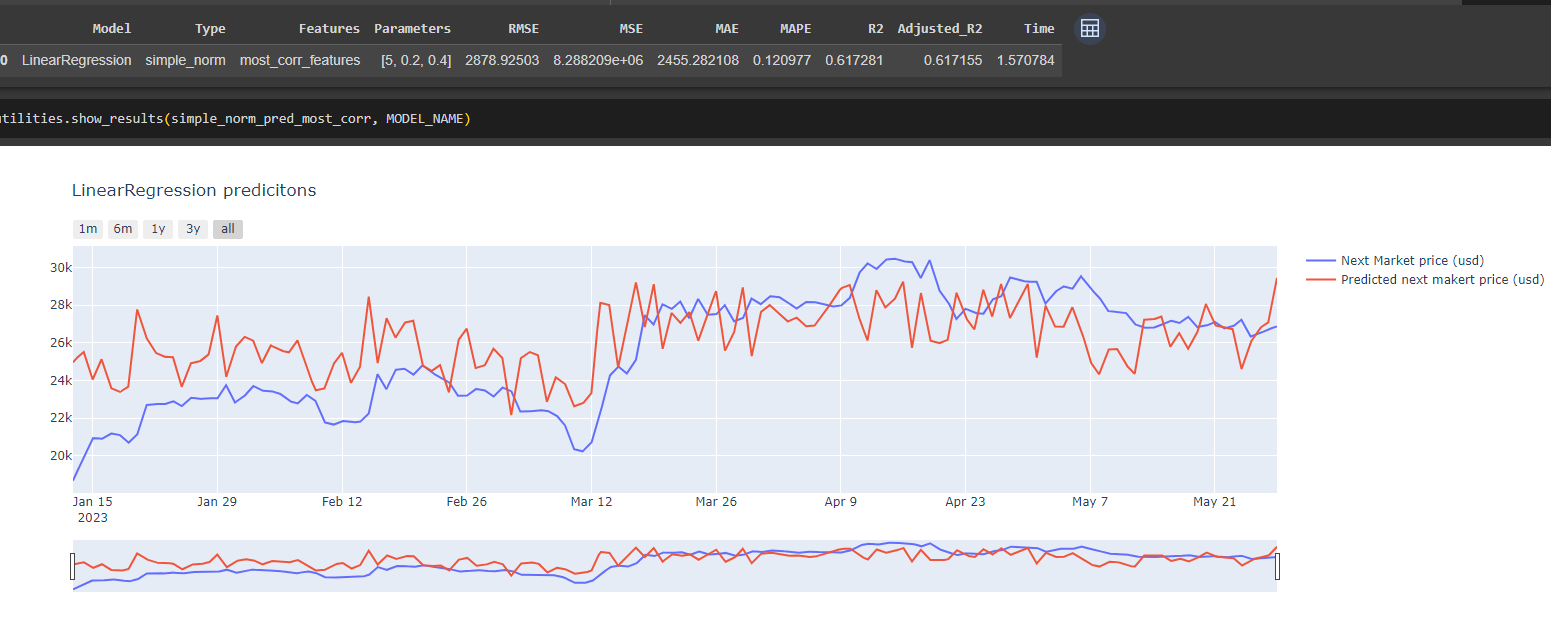 Model Type Features Parameters RMSE MSE MAE MAPE R2 Adjusted_R2 Time
0 LinearRegression simple_norm most_corr_features [5, 0.2, 0.4] 2878.92503 8.288209e+06 2455.282108 0.120977 0.617281 0.617155 1.570784
utilities.show_results(simple_norm_pred_most_corr, MODEL_NAME)
LinearRegression predicitons
1m 6m 1y 3y all
Next Market price (usd)
Predicted next makert price (usd)
30k
28k
26k
24k
22k
20k
Jan 15 Jan 29 Feb 12 Feb 26 Mar 12 Mar 26 Apr 9 Apr 23 May 7 May 21
2023